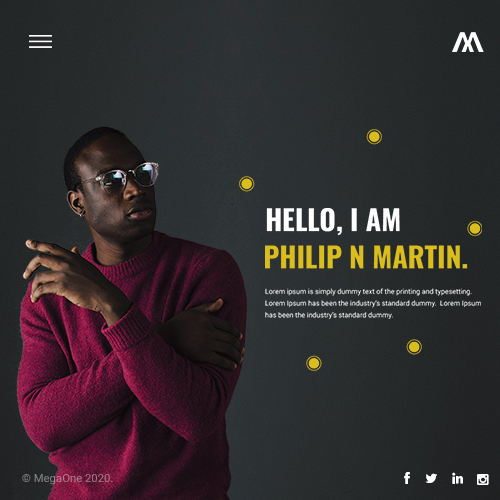 HELLO, I AM
PHILIP N MARTIN.
Lorem ipsum is simply dummy text of the printing and typesetting.
Lorem Ipsum has been the industry's standard dummy. Lorem Ipsum
has been the industry's standard dummy.
© MegaOne 2020.